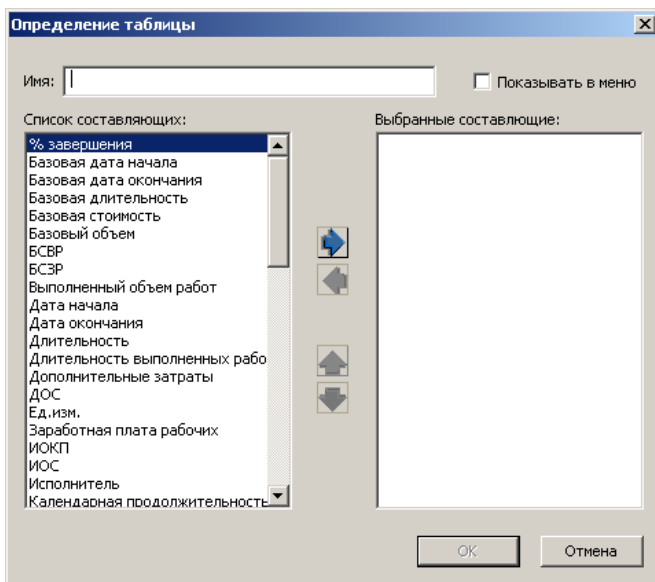 Определение таблицы
Имя:
Показывать в меню
Список составляющих:
Выбранные составлющие:
% завершения
Базовая дата начала
Базовая дата окончания
Базовая длительность
Базовая стоимость
Базовый объем
БСВР
БСЗР
Выполненный объем работ
Дата начала
Дата окончания
Длительность
Длительность выполненных рабо
Дополнительные затраты
ДОС
Ед.изм.
Заработная плата рабочих
ИОКП
ИОС
Исполнитель
Календарная продолжительность
ОК
Отмена